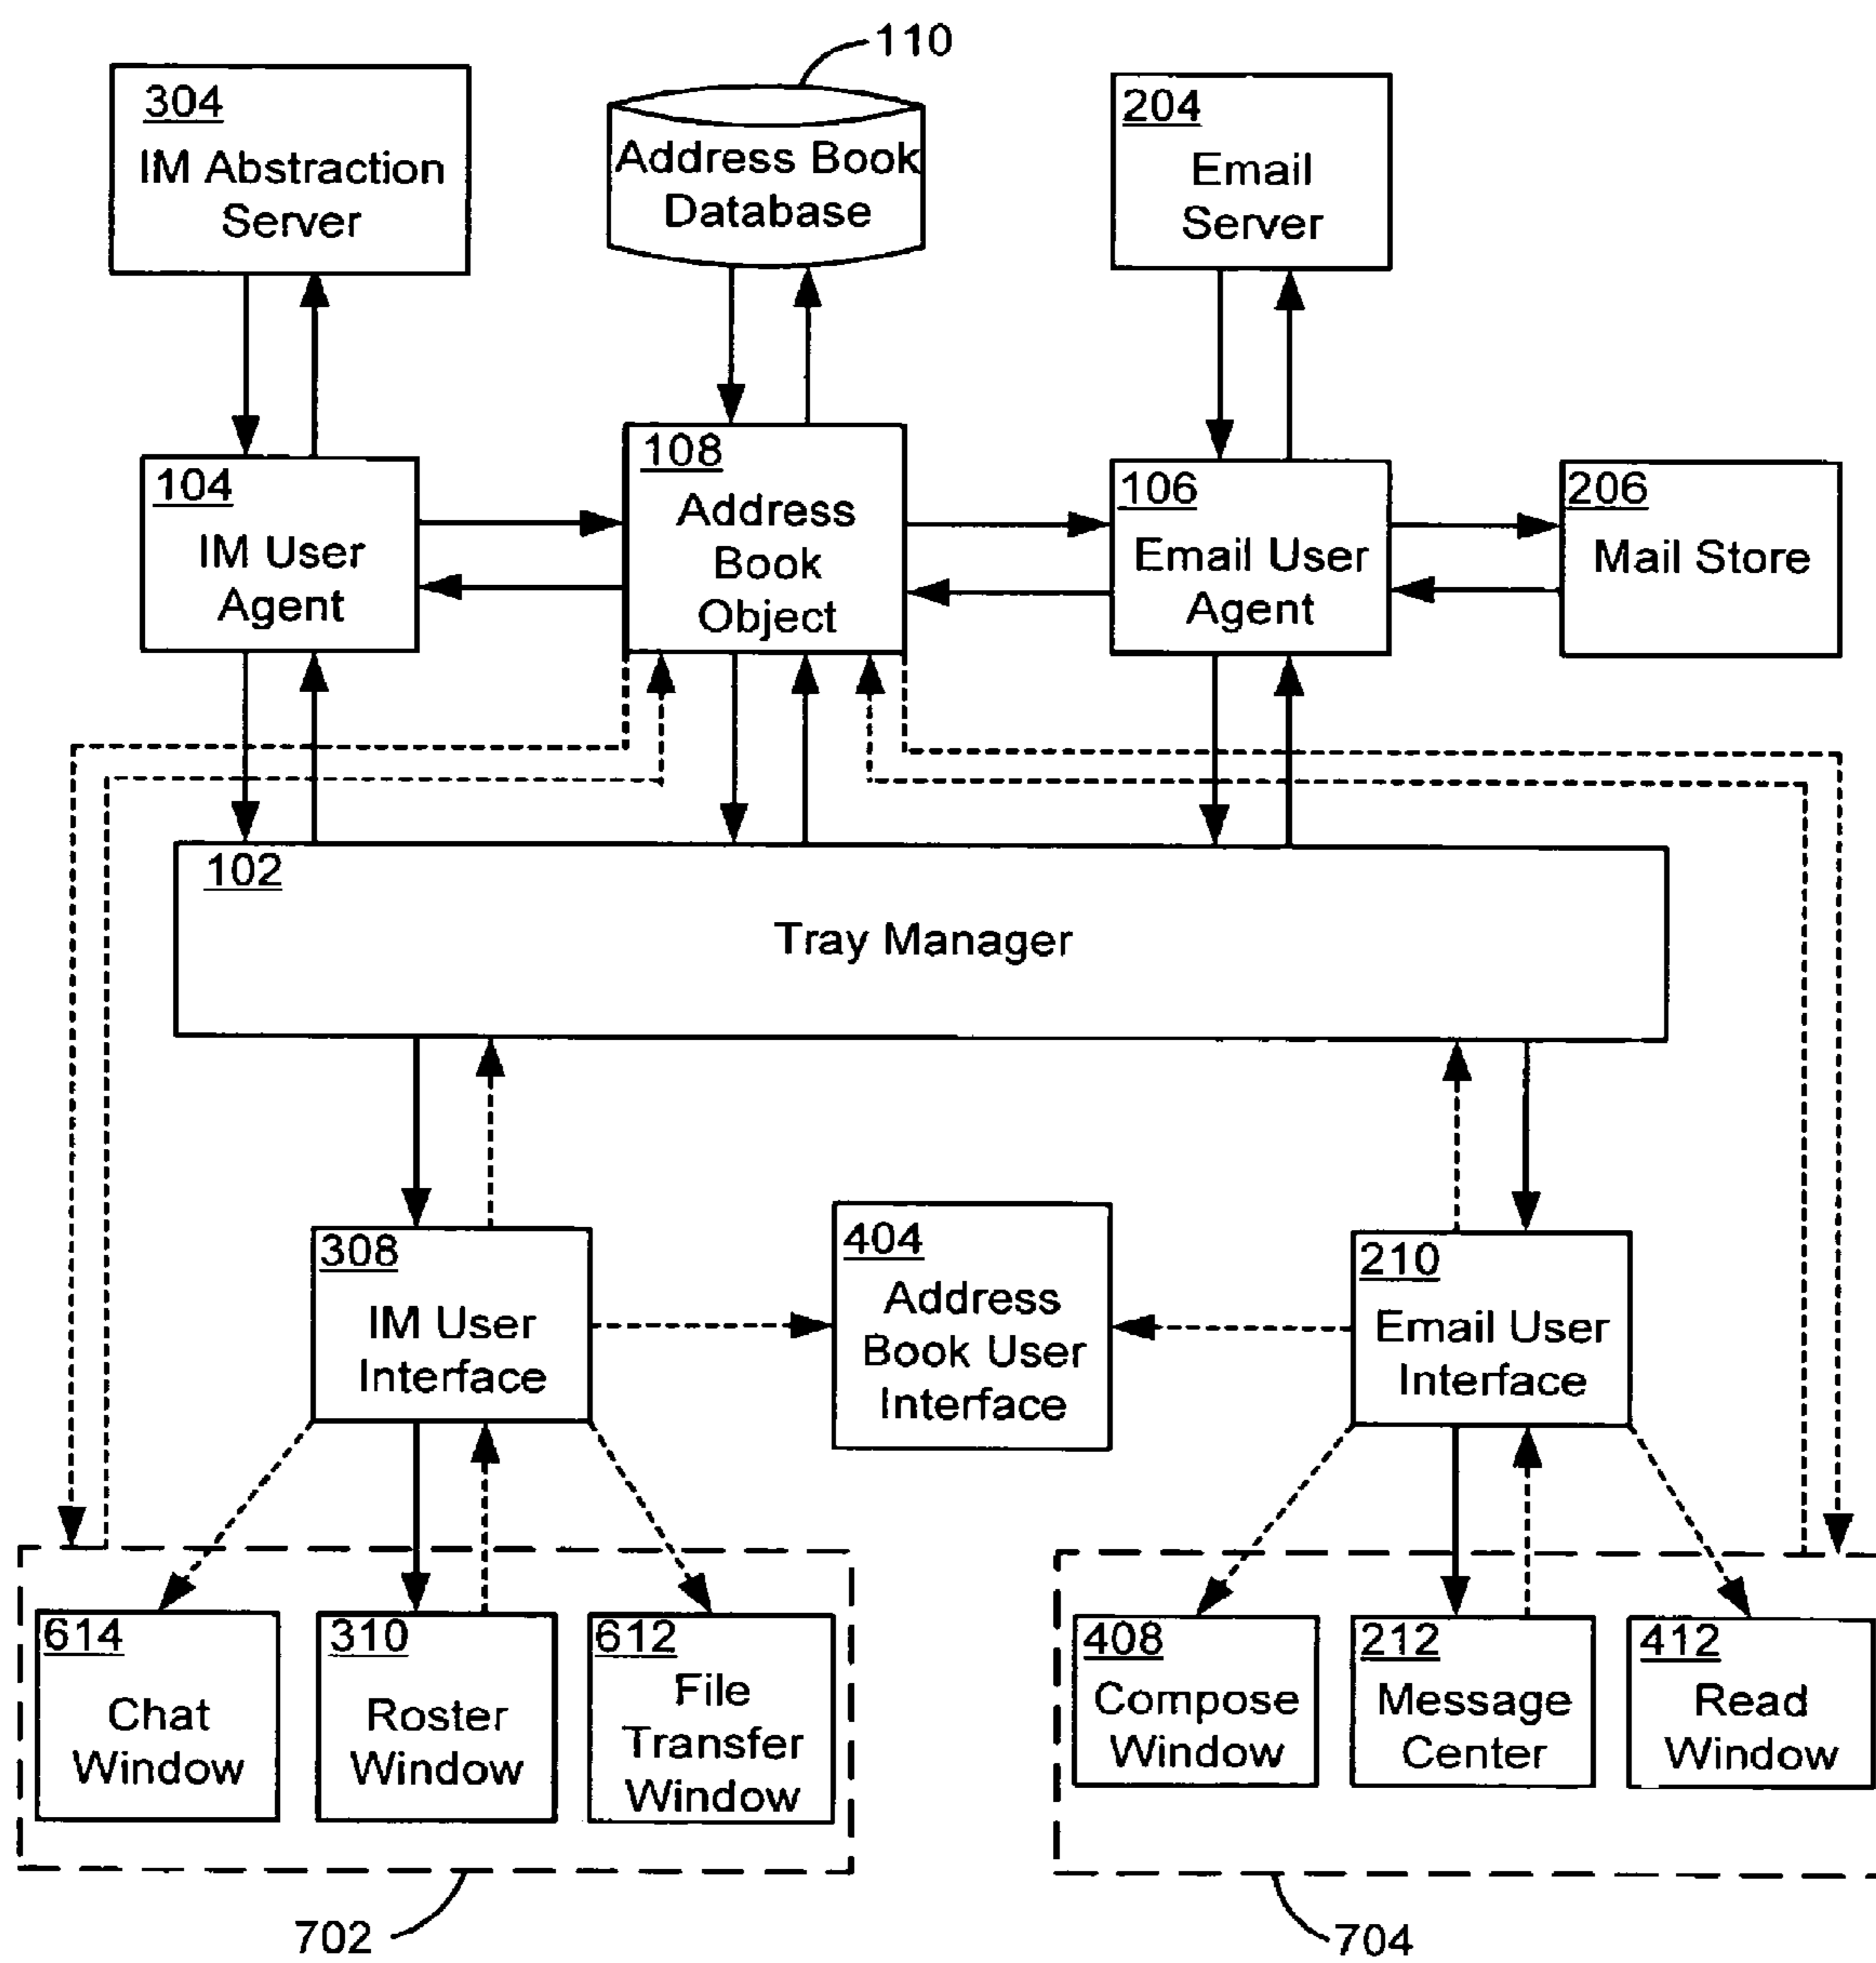 110
304
IM Abstraction
Server
Address Book
Database
204
Email
Server
104
IM User
Agent
108
Address
Book
Object
106
Email User
Agent
206
Mail Store
102
Tray Manager
308
IM User
Interface
404
Address
Book User
Interface
210
Email User
Interface
614
Chat
Window
310
Roster
Window
612
File
Transfer
Window
408
Compose
Window
212
Message
Center
412
Read
Window
702
704